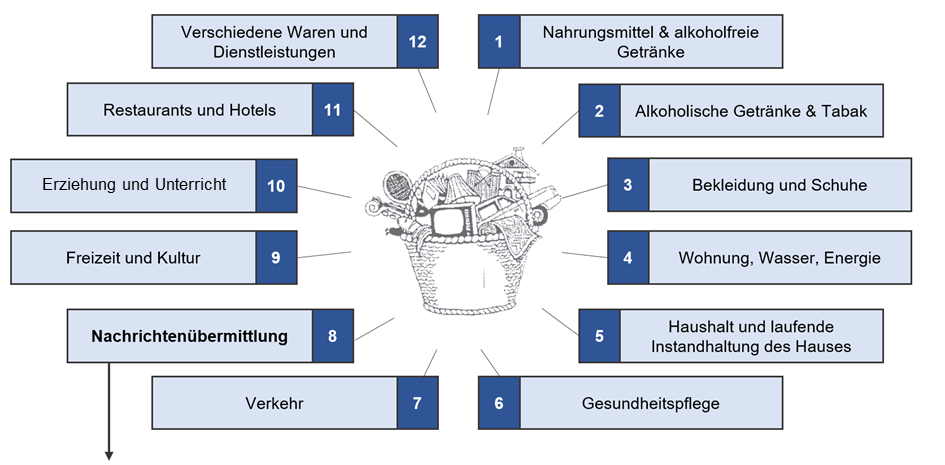 1
Nahrungsmittel & alkoholfreie
Getränke
2
Alkoholische Getränke & Tabak
3
Bekleidung und Schuhe
4
Wohnung, Wasser, Energie
5
Haushalt und laufende
Instandhaltung des Hauses
6
Gesundheitspflege
Verkehr
7
Nachrichtenübermittlung
8
Freizeit und Kultur
9
Erziehung und Unterricht
10
Restaurants und Hotels
11
Verschiedene Waren und
Dienstleistungen
12